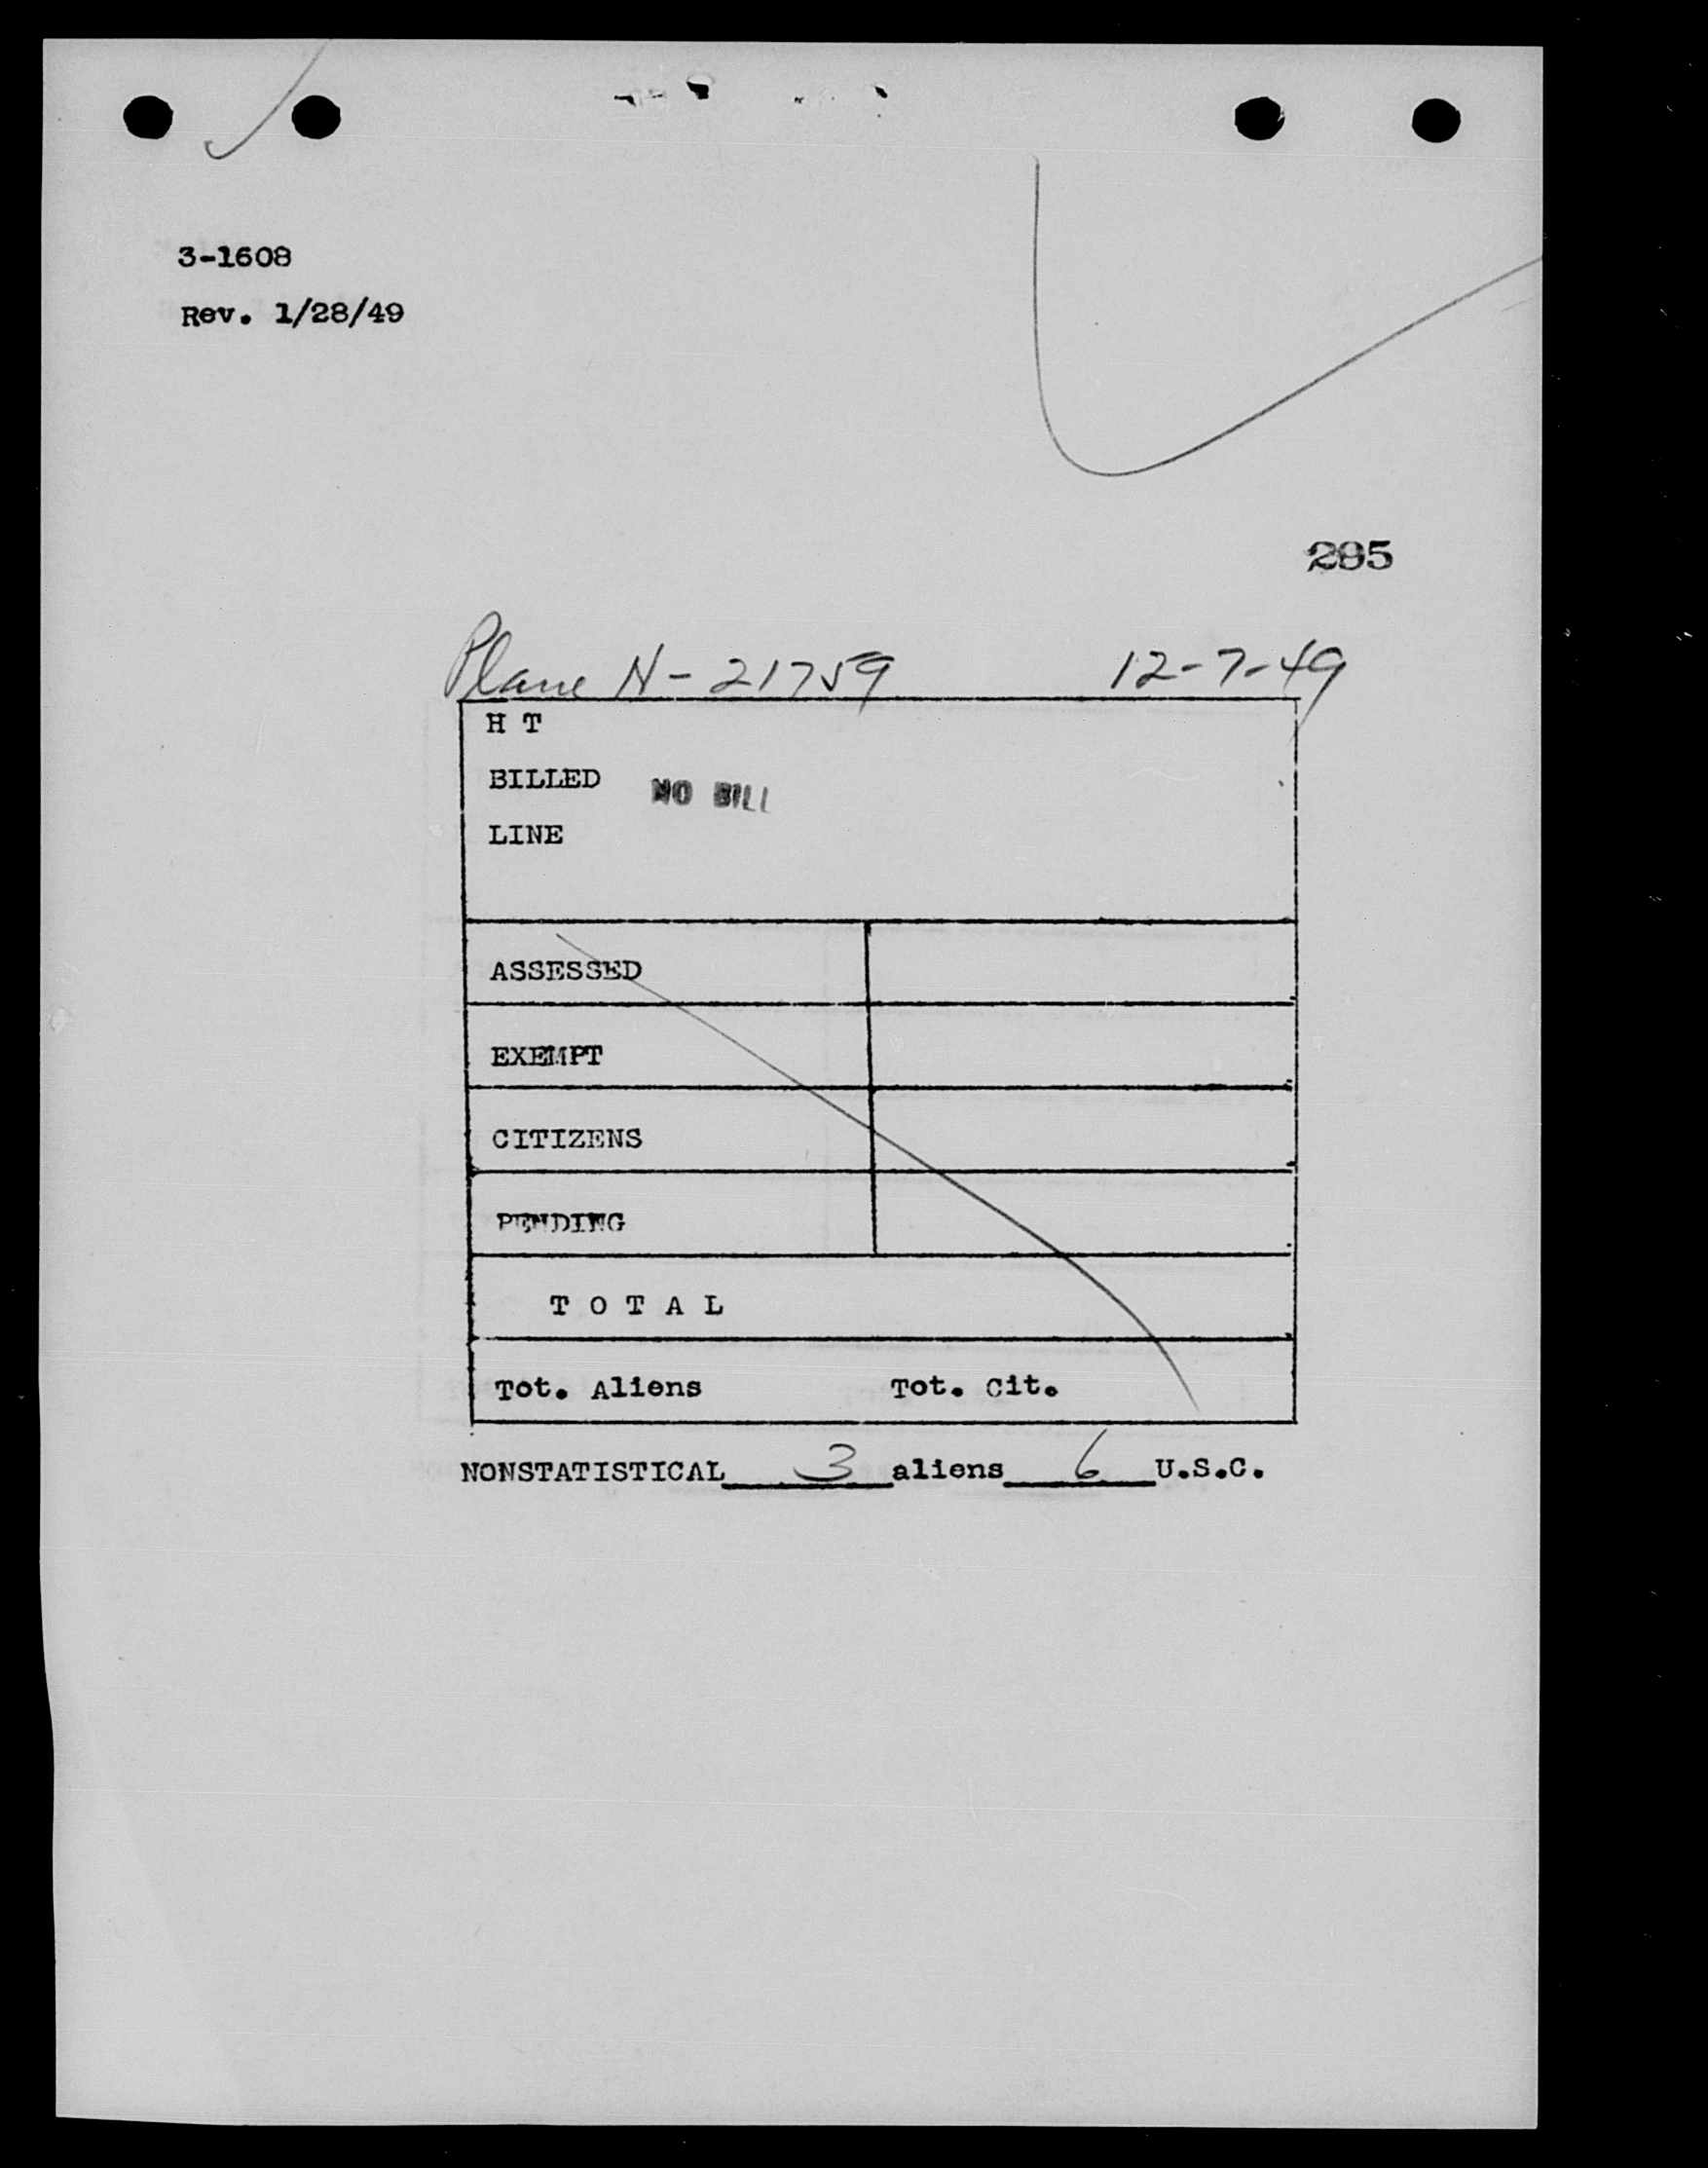 3-1608
Rev. 1/28/49
295
Plane N-21759 12-7-49
H T
BILLED NO BILL
LINE
ASSESSED
EXEMPT
CITIZENS
PENDING
T O T A L
Tot. Aliens Tot. Cit.
NONSTATISTICAL 3 aliens 6 U.S.C.